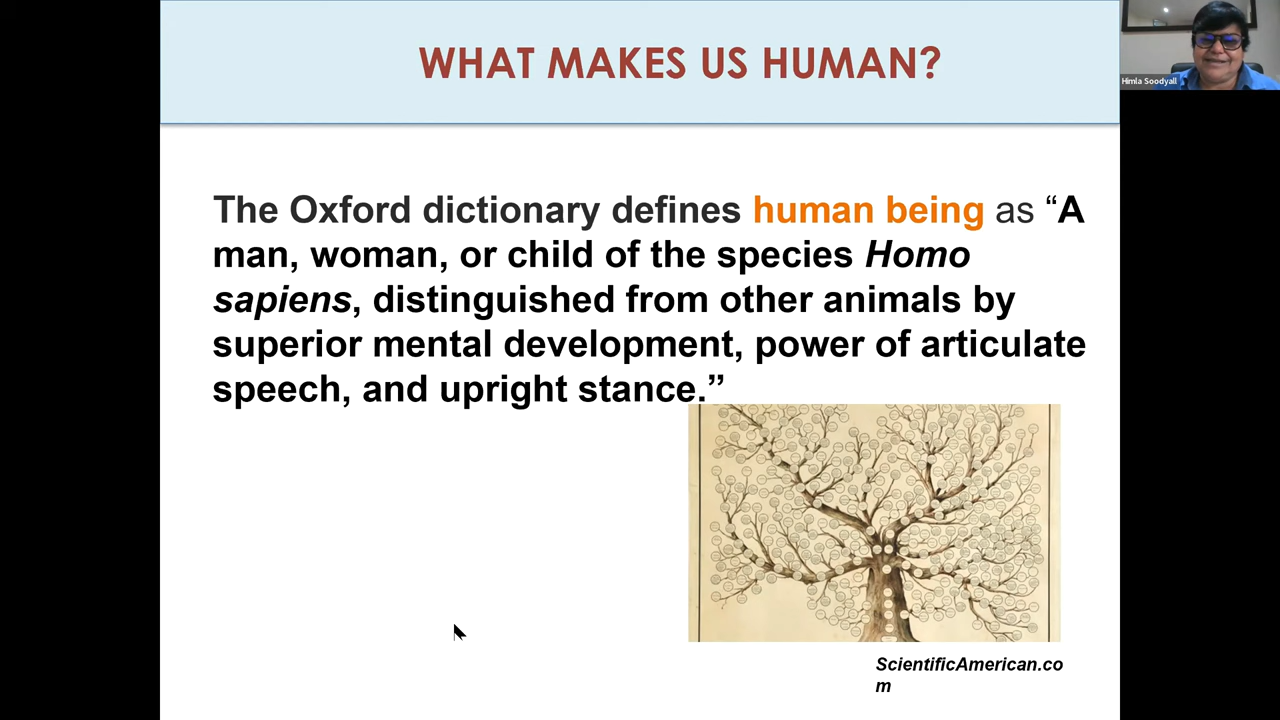 WHAT MAKES US HUMAN?
Himla Soodyall
The Oxford dictionary defines human being as “A
man, woman, or child of the species Homo
sapiens, distinguished from other animals by
superior mental development, power of articulate
speech, and upright stance.”
ScientificAmerican.co
m